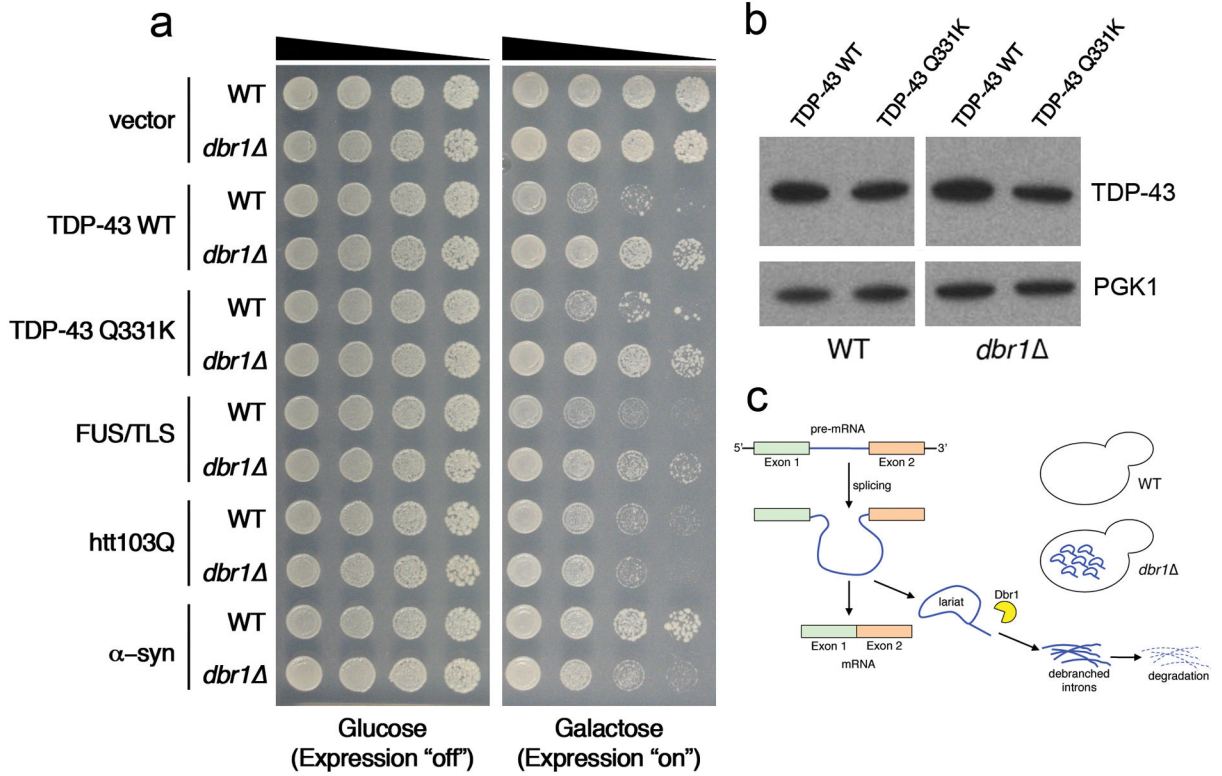 a
vector
WT
dbr1Δ
TDP-43 WT
WT
dbr1Δ
TDP-43 Q331K
WT
dbr1Δ
FUS/TLS
WT
dbr1Δ
htt103Q
WT
dbr1Δ
α–syn
WT
dbr1Δ
Glucose
(Expression “off”)
Galactose
(Expression “on”)
b
TDP-43 WT
TDP-43 Q331K
TDP-43 WT
TDP-43 Q331K
TDP-43
PGK1
WT
dbr1Δ
c
pre-mRNA
5’
Exon 1
Exon 2
3’
splicing
lariat
Dbr1
Exon 1
Exon 2
mRNA
debranched
introns
degradation
WT
dbr1Δ